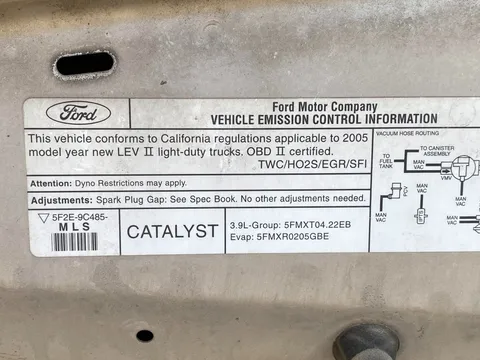 Ford
Ford Motor Company
VEHICLE EMISSION CONTROL INFORMATION
This vehicle conforms to California regulations applicable to 2005
model year new LEV II light-duty trucks. OBD II certified.
TWC/HO2S/EGR/SFI
Attention: Dyno Restrictions may apply.
Adjustments: Spark Plug Gap: See Spec Book. No other adjustments needed.
5F2E-9C485-
MLS
CATALYST
3.9L-Group: 5FMXT04.22EB
Evap: 5FMXR0205GBE
VACUUM HOSE ROUTING
TO CANISTER
ASSEMBLY
TO
FUEL
TANK
VMV
MAN
VAC
MAN
VAC
MAN
VAC
MAN
VAC